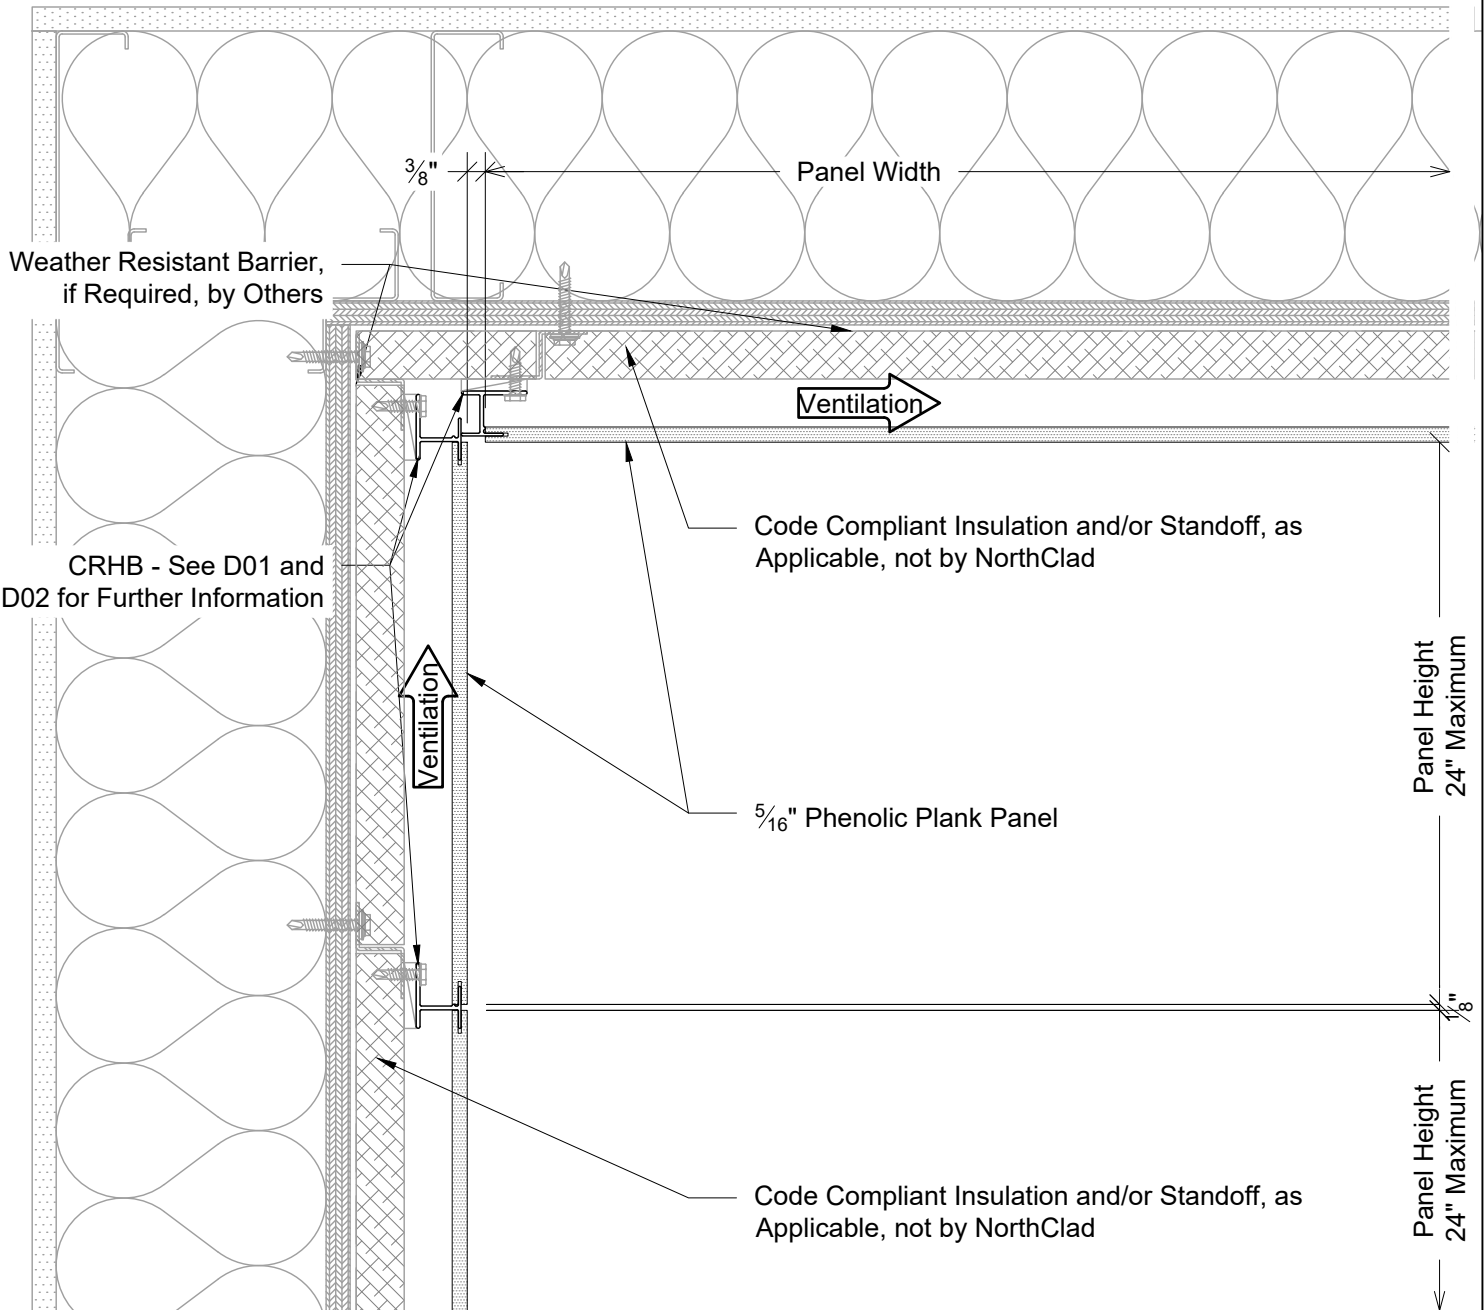 3/8"
Panel Width
Weather Resistant Barrier,
if Required, by Others
Ventilation
Code Compliant Insulation and/or Standoff, as
Applicable, not by NorthClad
CRHB - See D01 and
D02 for Further Information
Ventilation
Panel Height
24" Maximum
5/16" Phenolic Plank Panel
1/8"
Panel Height
24" Maximum
Code Compliant Insulation and/or Standoff, as
Applicable, not by NorthClad